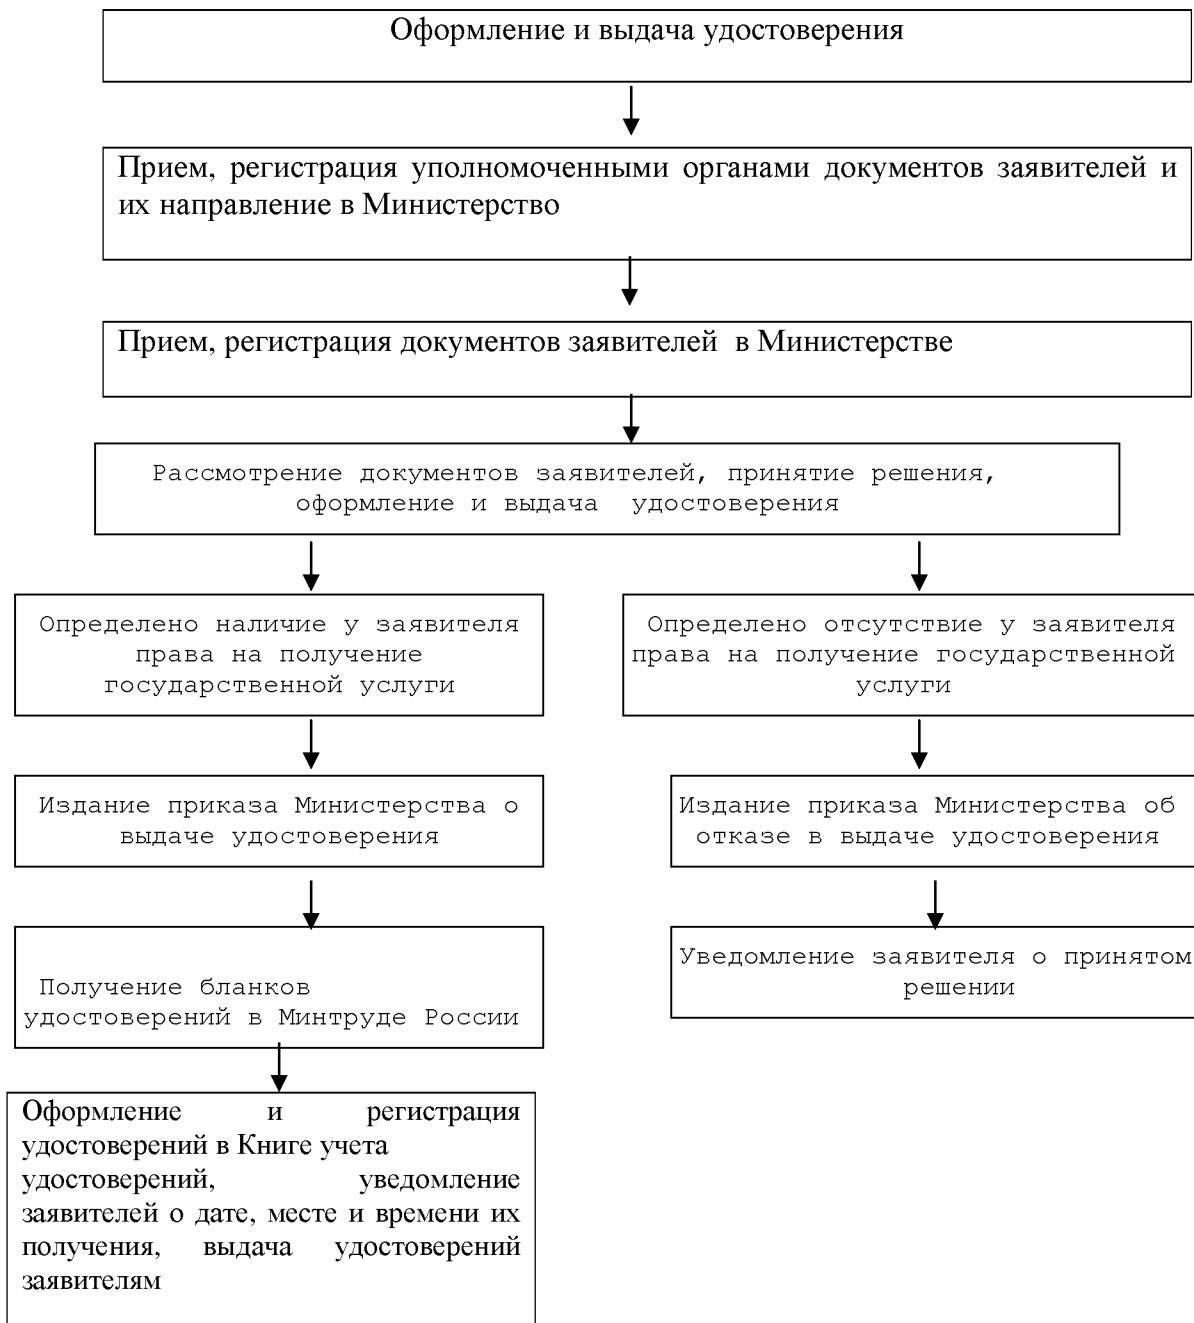 Оформление и выдача удостоверения
Прием, регистрация уполномоченными органами документов заявителей и
их направление в Министерство
Прием, регистрация документов заявителей в Министерстве
Рассмотрение документов заявителей, принятие решения,
оформление и выдача удостоверения
Определено наличие у заявителя
права на получение
государственной услуги
Определено отсутствие у заявителя
права на получение государственной
услуги
Издание приказа Министерства о
выдаче удостоверения
Издание приказа Министерства об
отказе в выдаче удостоверения
Получение бланков
удостоверений в Минтруде России
Уведомление заявителя о принятом
решении
Оформление и регистрация
удостоверений в Книге учета
удостоверений, уведомление
заявителей о дате, месте и времени их
получения, выдача удостоверений
заявителям